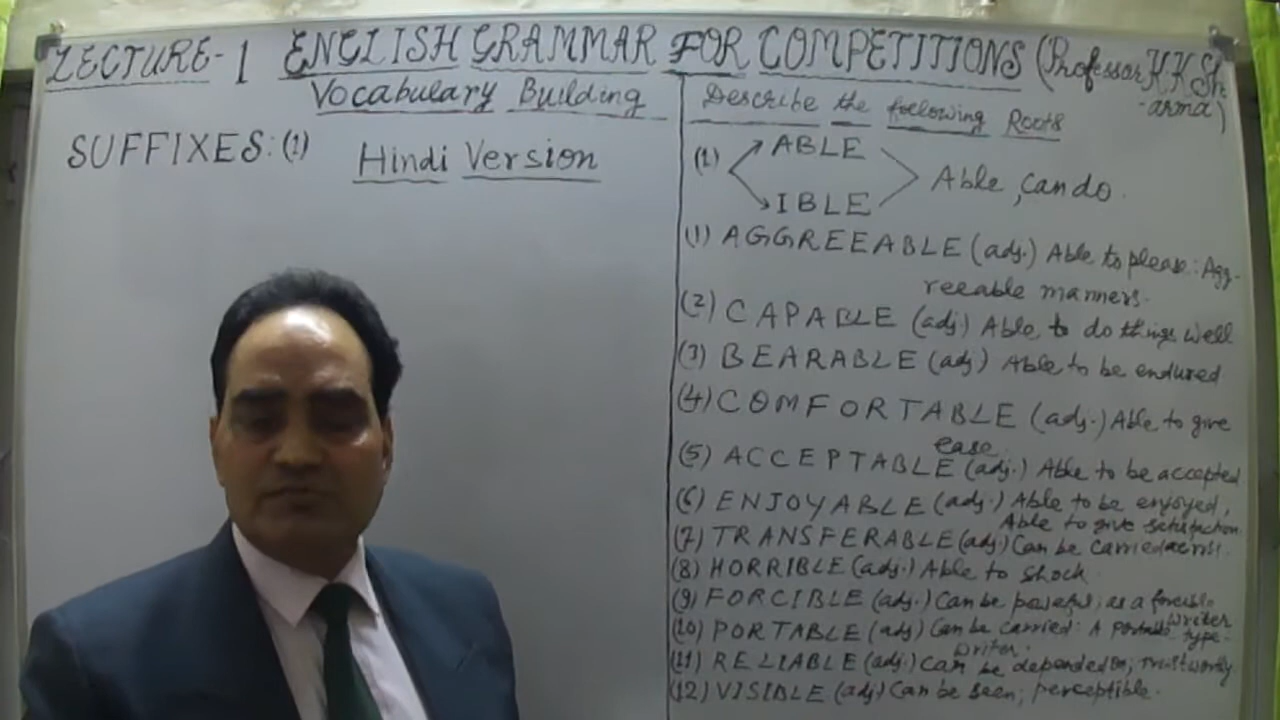 LECTURE-1 ENGLISH GRAMMAR FOR COMPETITIONS (Professor K K Sh-
arma)
Vocabulary Building
SUFFIXES: (1)
Hindi Version
Describe the following Roots
(1) ABLE
IBLE
Able, can do.
(1) AGGREEABLE (adj.) Able to please: Agg-
reeable manners.
(2) CAPABLE (adj.) Able to do things well
(3) BEARABLE (adj) Able to be endured
(4) COMFORTABLE (adj.) Able to give
ease
(5) ACCEPTABLE (adj.) Able to be accepted
(6) ENJOYABLE (adj.) Able to be enjoyed,
Able to give satisfaction.
(7) TRANSFERABLE (adj.) Can be carried
(8) HORRIBLE (adj.) Able to shock
(9) FORCIBLE (adj.) Can be as a forcible
writer
(10) PORTABLE (adj) Can be carried: A type-
writer.
(11) RELIABLE (adj.) Can be depended on; Trustworthy
(12) VISIBLE (adj) Can be seen; perceptible.